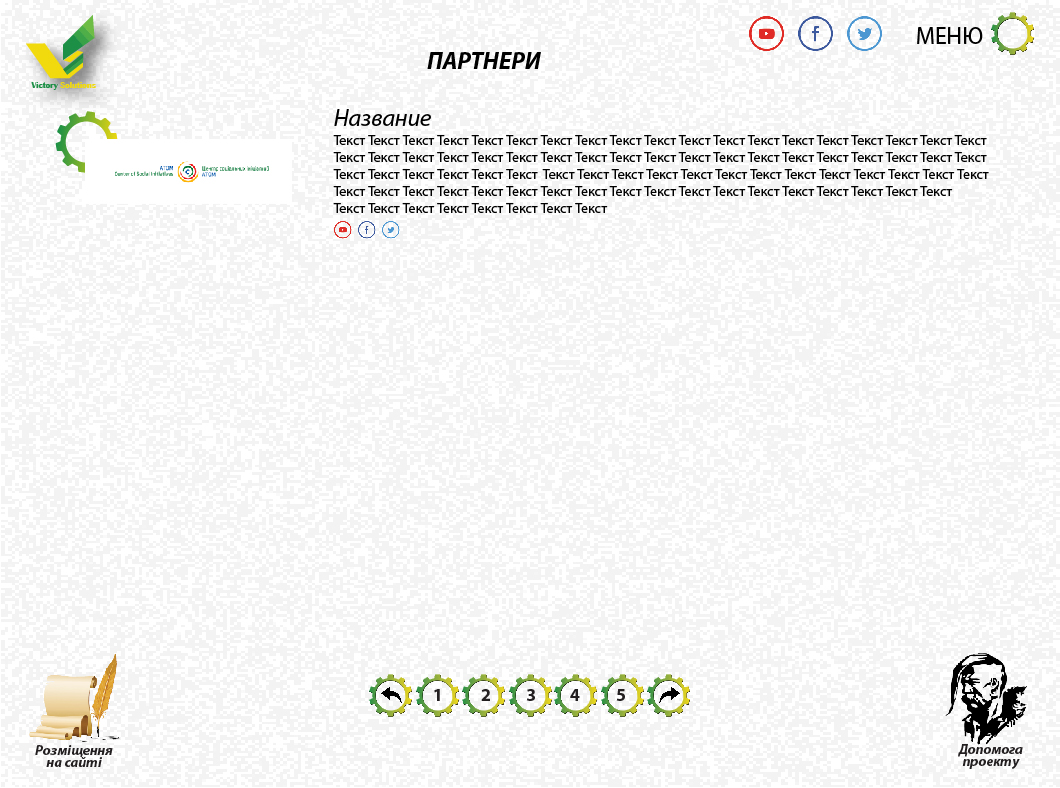 Victory Solutions
МЕНЮ
ПАРТНЕРИ
ATOM
Center of Social Initiatives
Центр соціальних ініціатив
АТОМ
Название
Текст Текст Текст Текст Текст Текст Текст Текст Текст Текст Текст Текст Текст Текст Текст Текст Текст Текст Текст
Текст Текст Текст Текст Текст Текст Текст Текст Текст Текст Текст Текст Текст Текст Текст Текст Текст Текст Текст
Текст Текст Текст Текст Текст Текст Текст Текст Текст Текст Текст Текст Текст Текст Текст Текст Текст Текст Текст
Текст Текст Текст Текст Текст Текст Текст Текст Текст Текст Текст Текст Текст Текст Текст Текст Текст Текст
Текст Текст Текст Текст Текст Текст Текст Текст
1 2 3 4 5
Розміщення
на сайті
Допомога
проекту